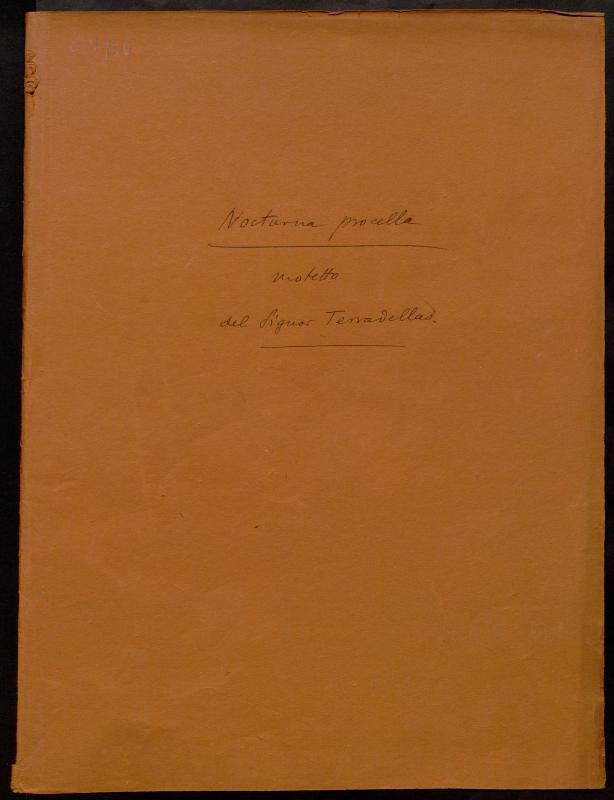 Nocturna procella
motetto
del Signor Terradellas.